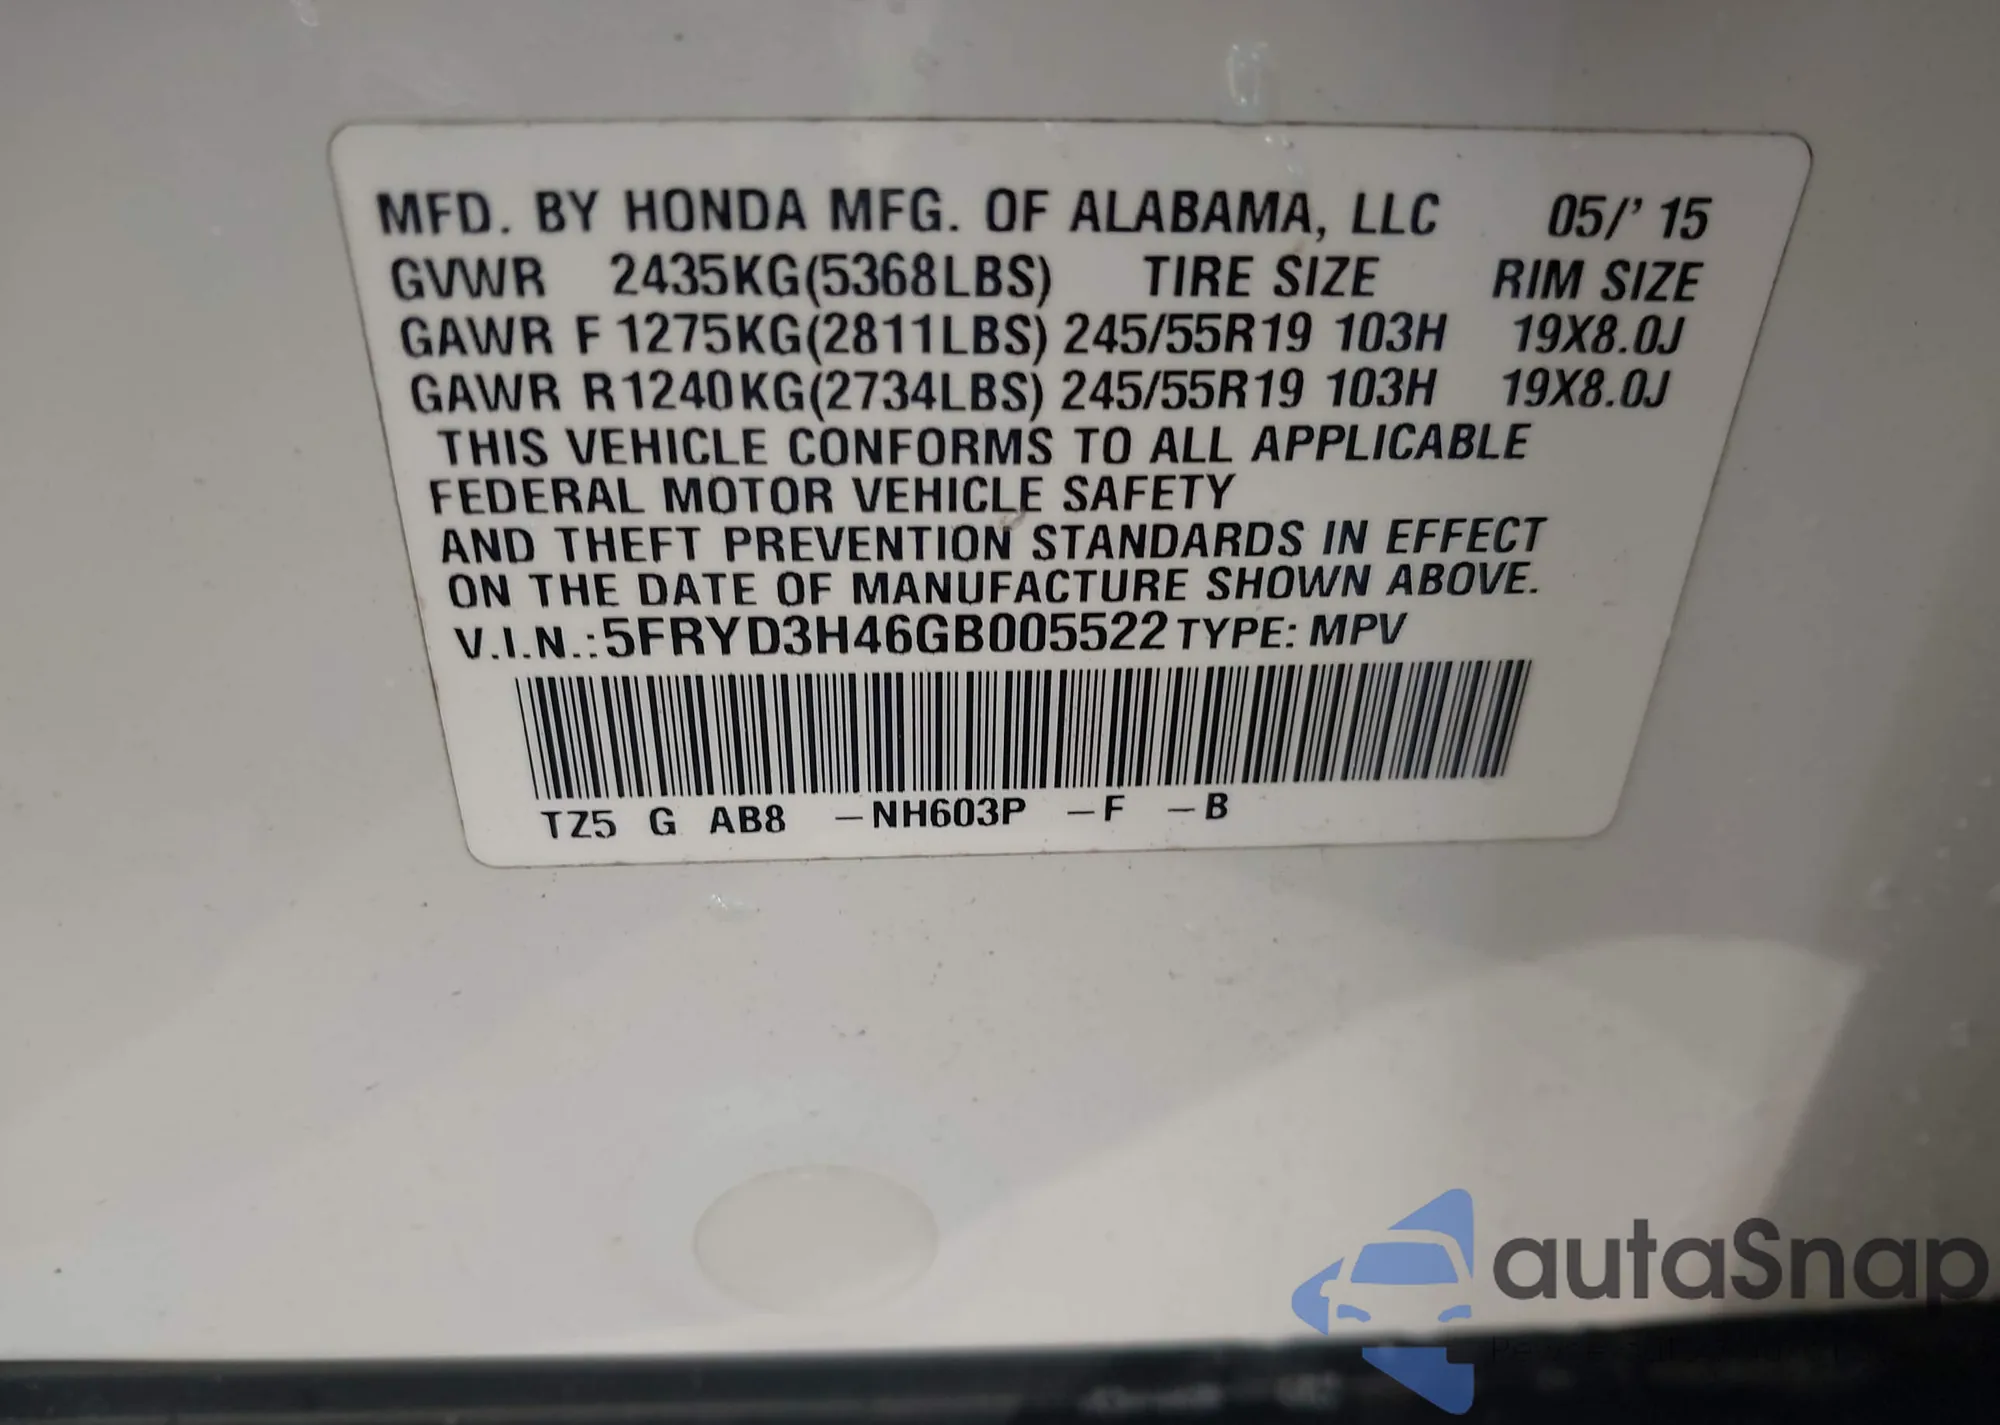 MFD. BY HONDA MFG. OF ALABAMA, LLC 05/' 15
GVWR 2435KG(5368LBS) TIRE SIZE RIM SIZE
GAWR F 1275KG(2811LBS) 245/55R19 103H 19X8.0J
GAWR R 1240KG(2734LBS) 245/55R19 103H 19X8.0J
THIS VEHICLE CONFORMS TO ALL APPLICABLE
FEDERAL MOTOR VEHICLE SAFETY
AND THEFT PREVENTION STANDARDS IN EFFECT
ON THE DATE OF MANUFACTURE SHOWN ABOVE.
V.I.N.:5FRYD3H46GB005522 TYPE: MPV
TZ5 G AB8 –NH603P –F –B
autaSnap